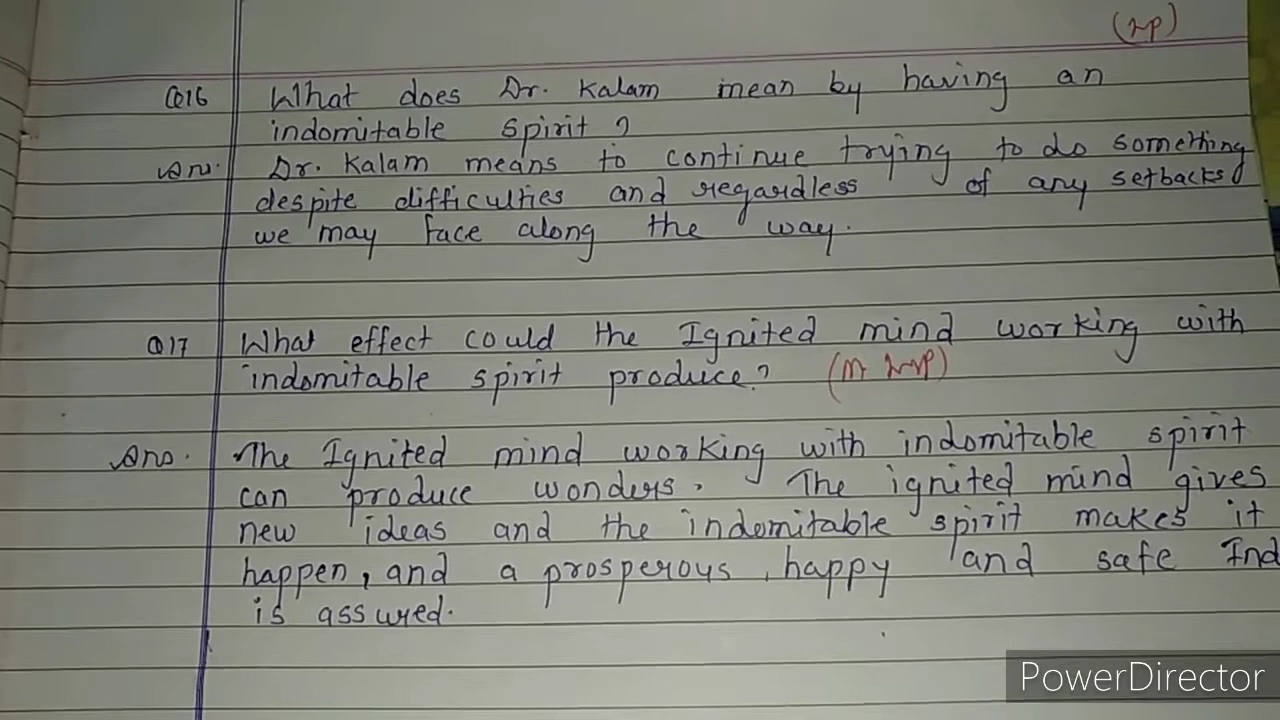 (Imp)
Q16 What does Dr. Kalam mean by having an
indomitable spirit ?
Ans. Dr. Kalam means to continue trying to do something
despite difficulties and regardless of any setbacks
we may face along the way.
Q17 What effect could the Ignited mind working with
indomitable spirit produce?
Ans. The Ignited mind working with indomitable spirit
can produce wonders. The ignited mind gives
new ideas and the indomitable spirit makes it
happen, and a prosperous, happy and safe Ind
is assured.
PowerDirector